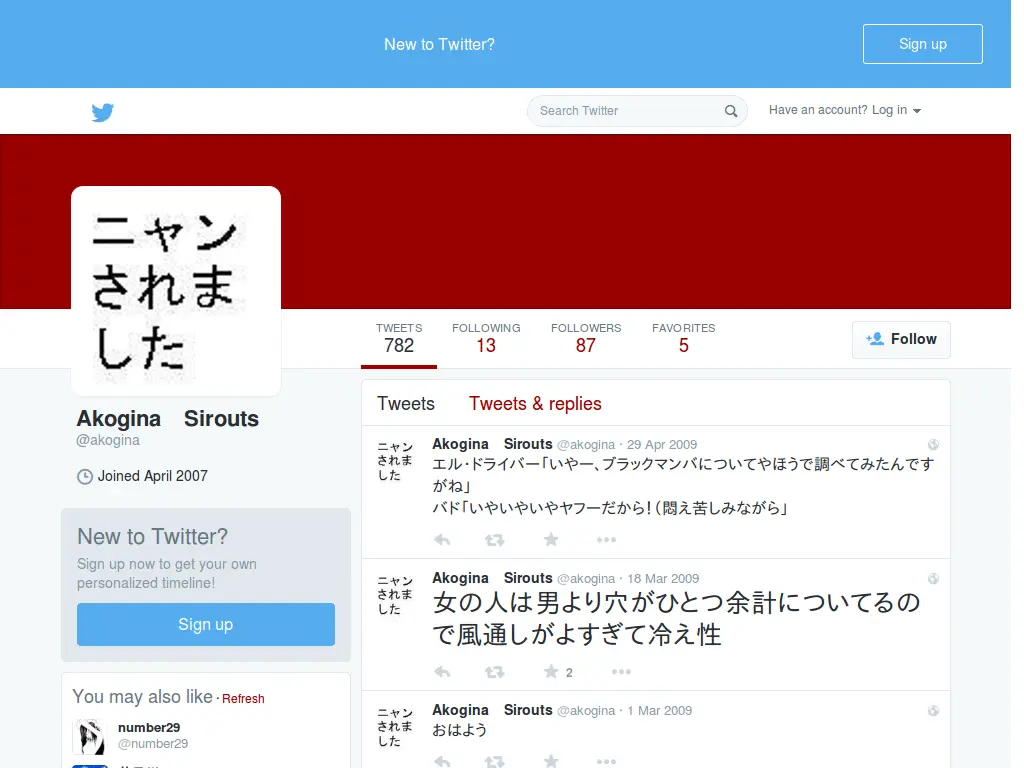 New to Twitter?
Sign up
Search Twitter
Have an account? Log in
ニャン
されま
した
TWEETS
782
FOLLOWING
13
FOLLOWERS
87
FAVORITES
5
Follow
Akogina　Sirouts
@akogina
Joined April 2007
New to Twitter?
Sign up now to get your own
personalized timeline!
Sign up
You may also like · Refresh
number29
@number29
Tweets
Tweets & replies
ニャン
されま
した
Akogina　Sirouts @akogina · 29 Apr 2009
エル・ドライバー「いやー、ブラックマンバについてやほうで調べてみたんです
がね」
バド「いやいやいやヤフーだから！（悶え苦しみながら」
ニャン
されま
した
Akogina　Sirouts @akogina · 18 Mar 2009
女の人は男より穴がひとつ余計についてるの
で風通しがよすぎて冷え性
2
ニャン
されま
した
Akogina　Sirouts @akogina · 1 Mar 2009
おはよう